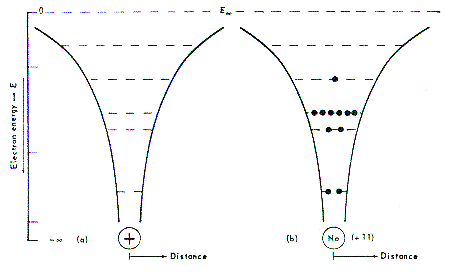 0
E∞
Electron energy — E
– ∞
(a)
+
Distance
(b)
Na
(+11)
Distance